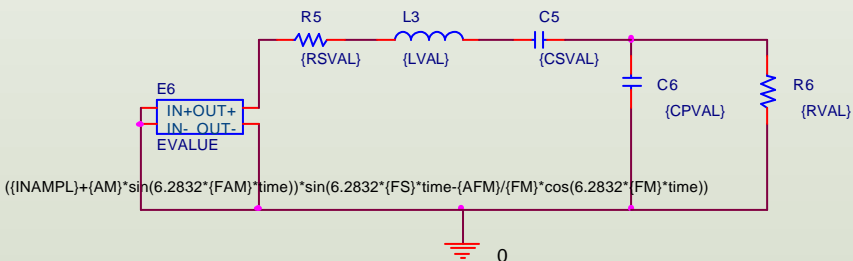 R5
L3
C5
{RSVAL}
{LVAL}
{CSVAL}
E6
IN+OUT+
IN- OUT-
EVALUE
C6
{CPVAL}
R6
{RVAL}
({INAMPL}+{AM}*sin(6.2832*{FAM}*time))*sin(6.2832*{FS}*time-{AFM}/{FM}*cos(6.2832*{FM}*time))
0